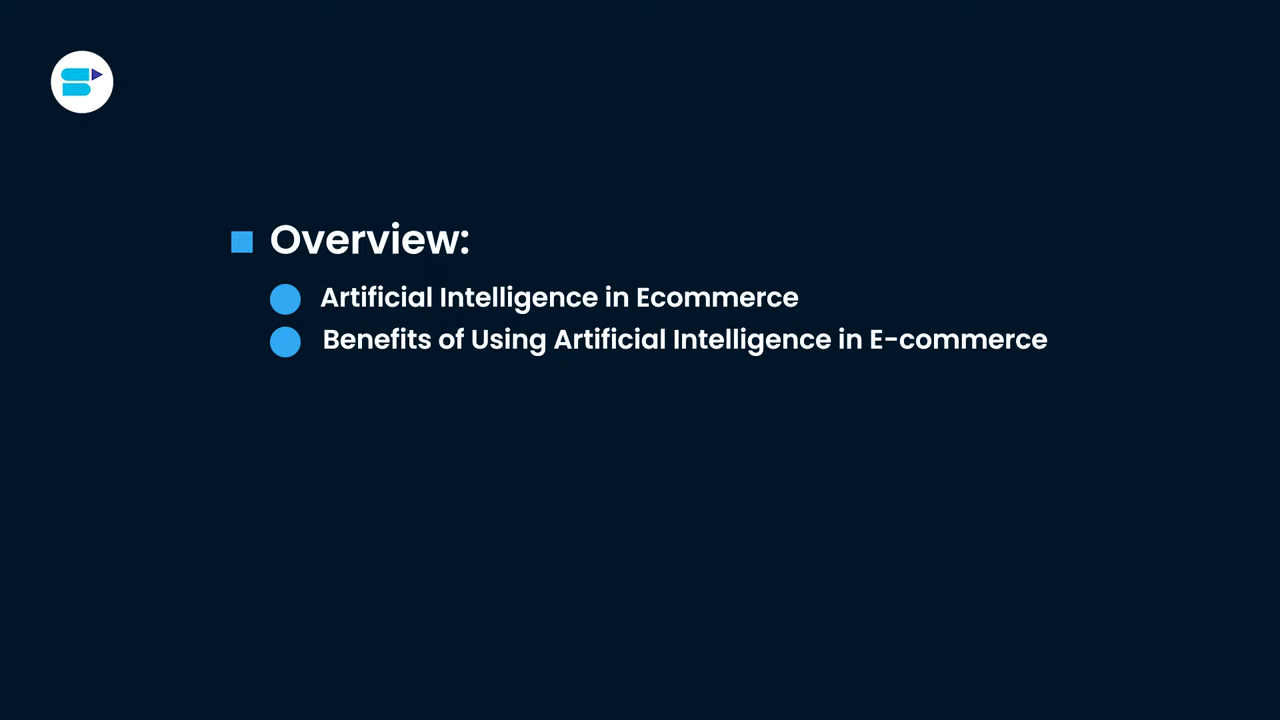 Overview:
Artificial Intelligence in Ecommerce
Benefits of Using Artificial Intelligence in E-commerce